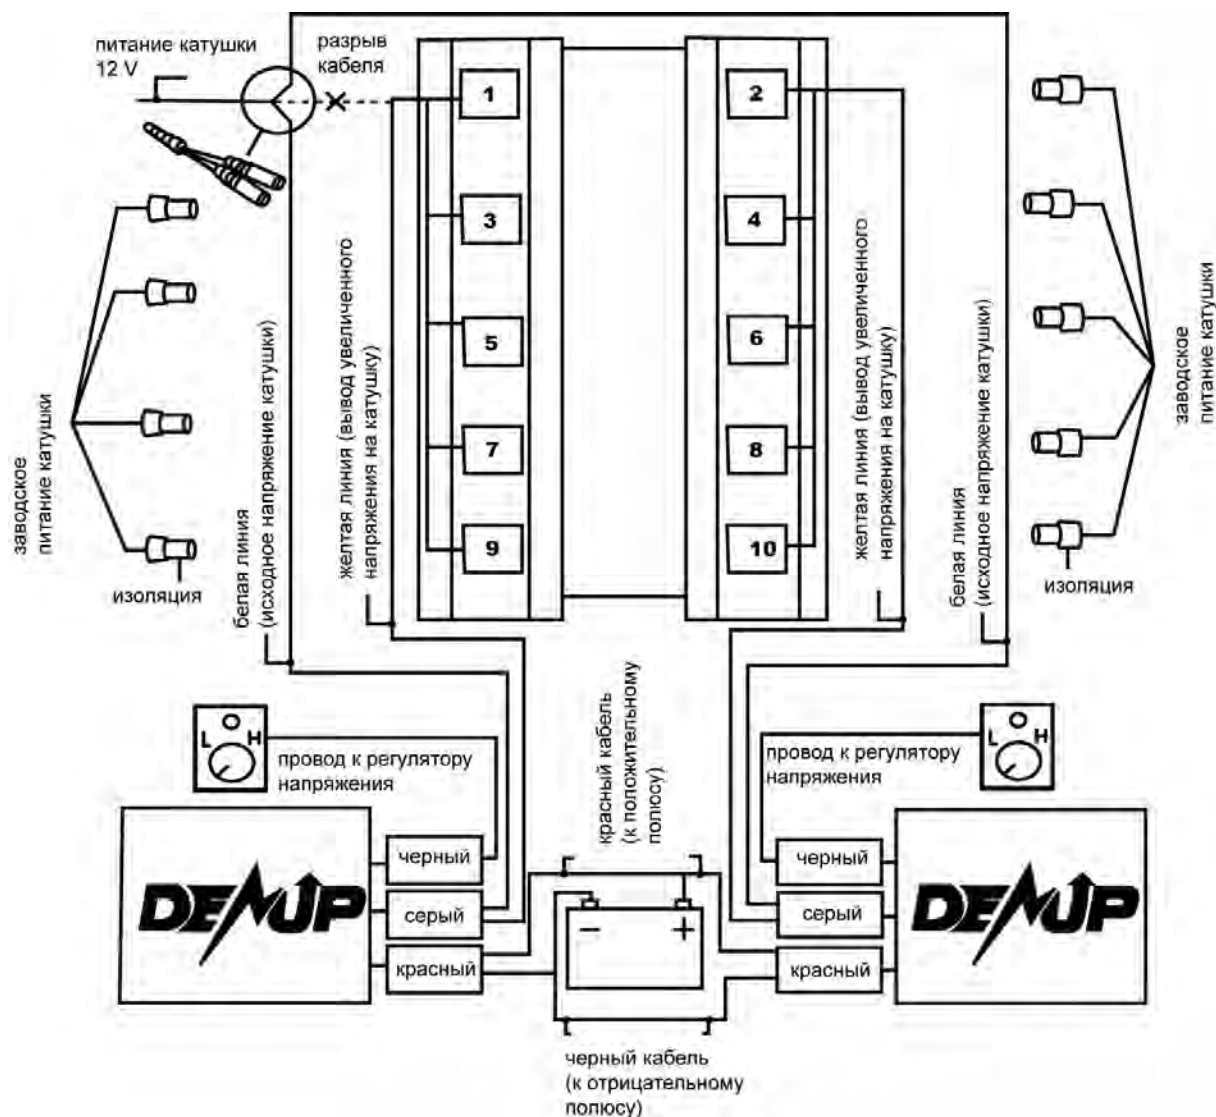 питание катушки
12 V
разрыв
кабеля
1
2
3
4
5
6
7
8
9
10
заводское
питание катушки
изоляция
белая линия
(исходное напряжение катушки)
желтая линия (вывод увеличенного
напряжения на катушку)
желтая линия (вывод увеличенного
напряжения на катушку)
белая линия
(исходное напряжение катушки)
заводское
питание катушки
изоляция
L H
провод к регулятору
напряжения
красный кабель
(к положительному
полюсу)
L H
провод к регулятору
напряжения
DENUP
черный
серый
красный
− +
черный
серый
красный
DENUP
черный кабель
(к отрицательному
полюсу)